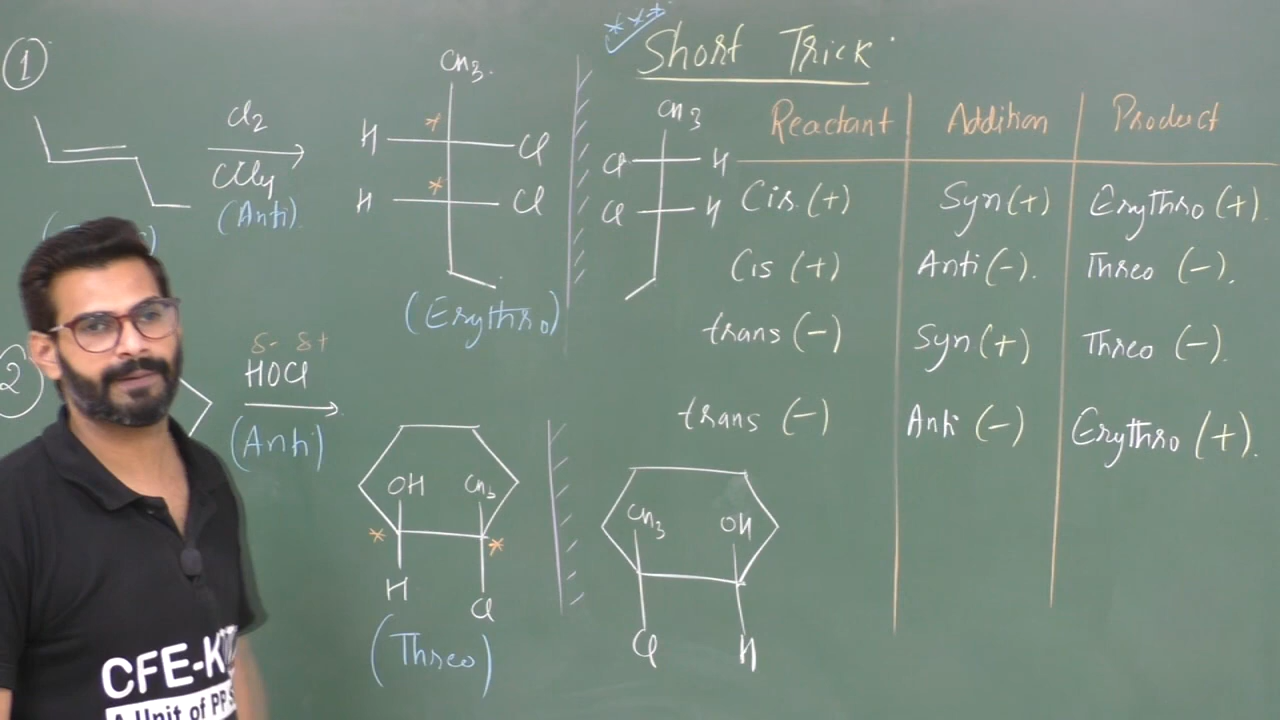 ***
Short Trick
1
Cl2
CCl4
(Anti)
CH3
* 
H Cl
*
H Cl
(Erythro)
CH3
Cl H
Cl H
Reactant Addition Product
Cis (+) Syn (+) Erythro (+).
Cis (+) Anti (-). Threo (-).
trans (-) Syn (+) Threo (-).
trans (-) Anti (-) Erythro (+).
2
δ- δ+
HOCl
(Anti)
OH CH3
* *
H Cl
(Threo)
CH3 OH
Cl H
CFE-K
A Unit of PP